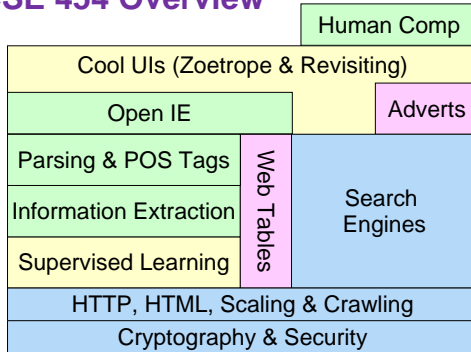 SE 454 Overview
Human Comp
Cool UIs (Zoetrope & Revisiting)
Open IE
Adverts
Parsing & POS Tags
Web Tables
Information Extraction
Search
Engines
Supervised Learning
HTTP, HTML, Scaling & Crawling
Cryptography & Security